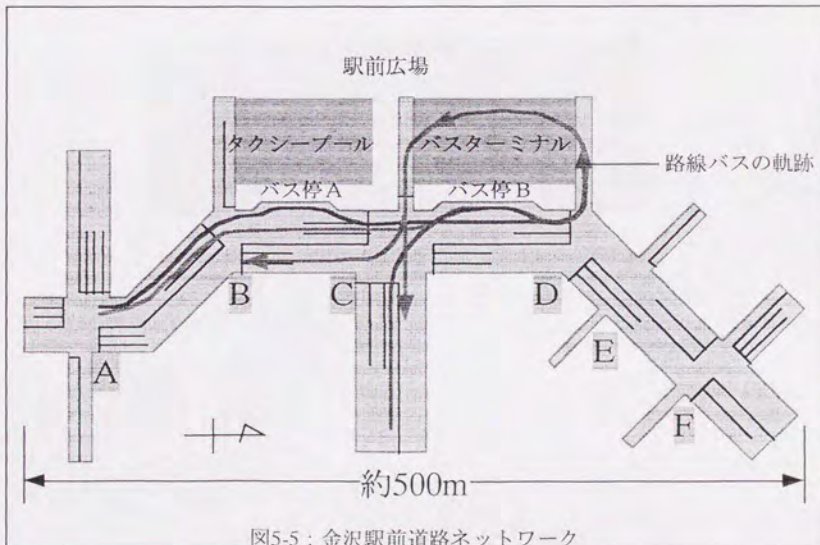 駅前広場
タクシープール
バスターミナル
路線バスの軌跡
バス停A
バス停B
B
C
D
A
E
F
約500m
図5-5：金沢駅前道路ネットワーク